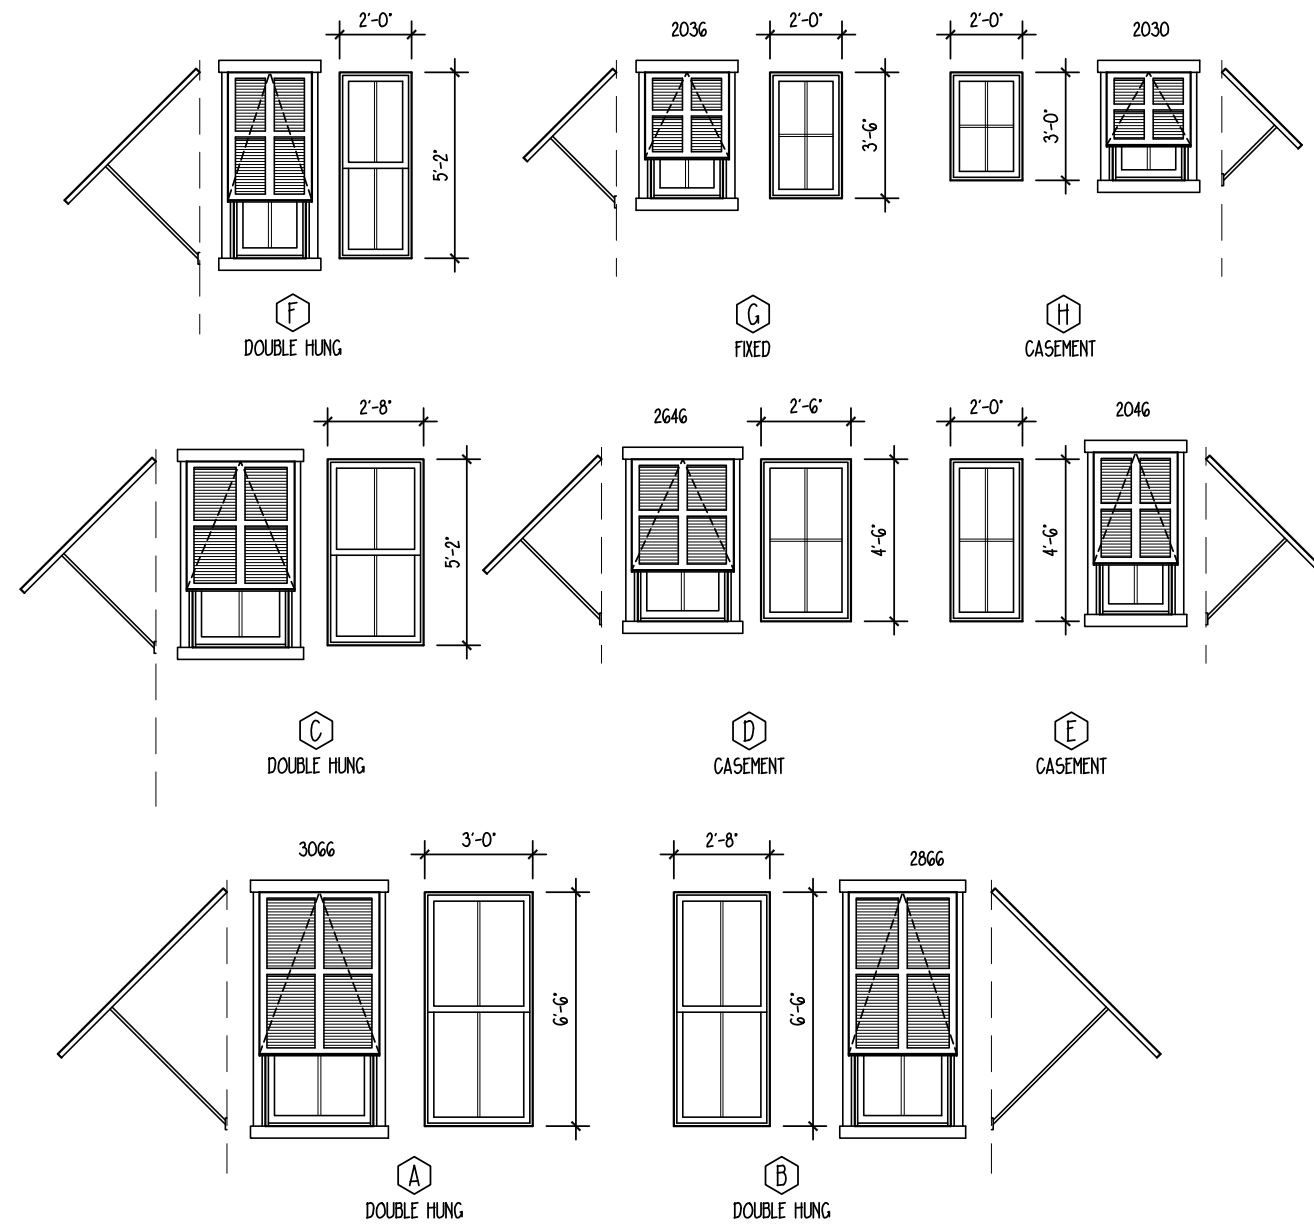 2'-0" 2036 2'-0" 2'-0" 2030
5'-2" 3'-6" 3'-0"
F G H
DOUBLE HUNG FIXED CASEMENT
2'-8" 2646 2'-6" 2'-0" 2046
5'-2" 4'-6" 4'-6"
C D E
DOUBLE HUNG CASEMENT CASEMENT
3066 3'-0" 2'-8" 2866
6'-6" 6'-6"
A B
DOUBLE HUNG DOUBLE HUNG